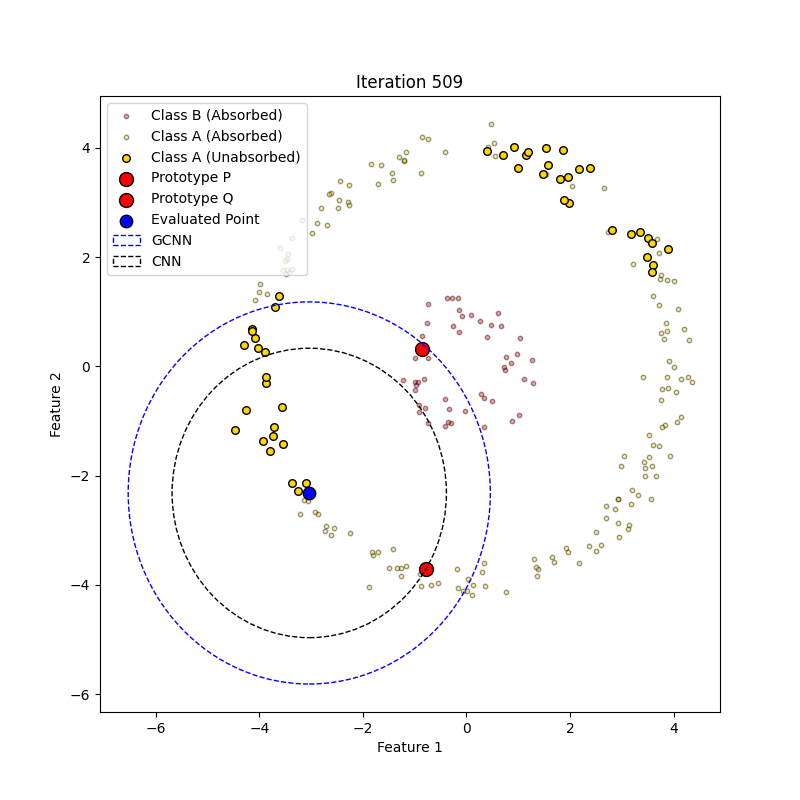 Iteration 509
Class B (Absorbed)
Class A (Absorbed)
Class A (Unabsorbed)
Prototype P
Prototype Q
Evaluated Point
GCNN
CNN
Feature 2
4
2
0
−2
−4
−6
−6 −4 −2 0 2 4
Feature 1